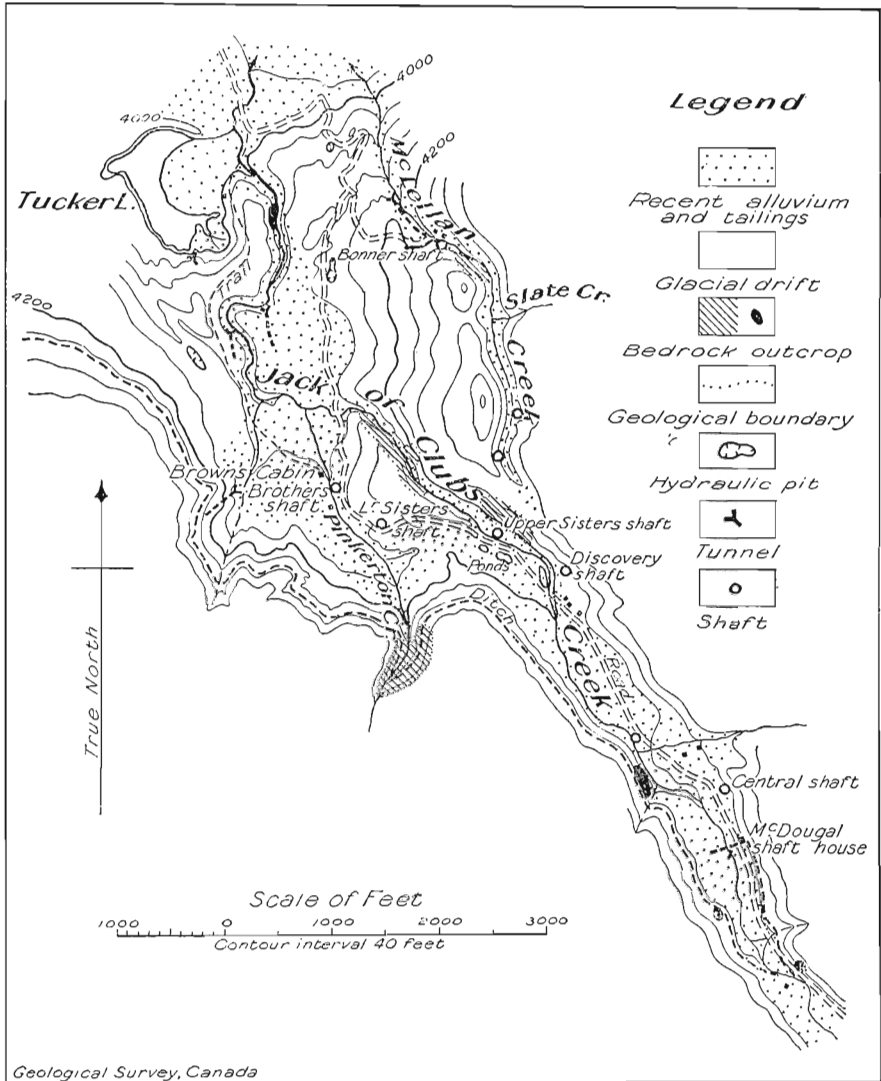 4000
4000
4200
Tucker L.
McLellan
Creek
Bonner shaft
Slate Cr.
Trail
4200
Jack of Clubs Creek
Browns Cabin
Brothers shaft
Lr. Sisters shaft
Pinkerton Cr.
Upper Sisters shaft
Discovery shaft
Ponds
Ditch
Road
Central shaft
McDougal
shaft house
True North
Legend
Recent alluvium
and tailings
Glacial drift
Bedrock outcrop
Geological boundary
Hydraulic pit
Tunnel
Shaft
Scale of Feet
1000 0 1000 2000 3000
Contour interval 40 feet
Geological Survey, Canada